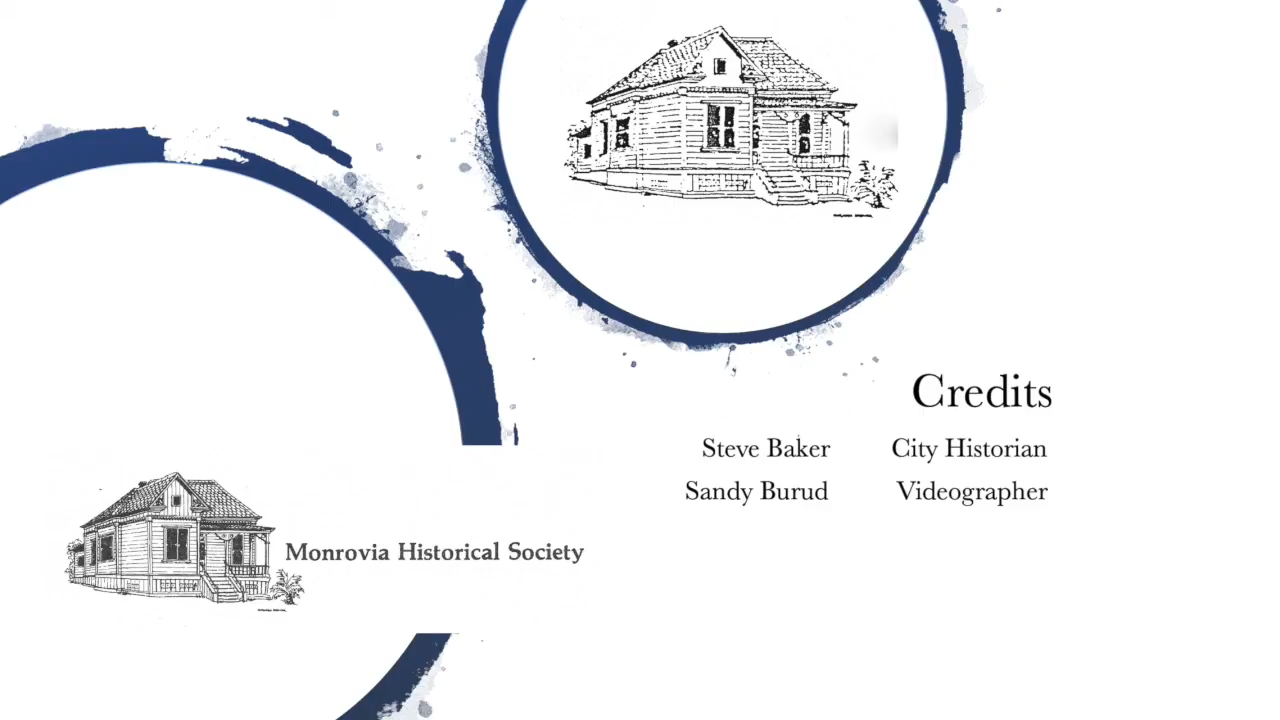 Credits
Steve Baker City Historian
Sandy Burud Videographer
Monrovia Historical Society